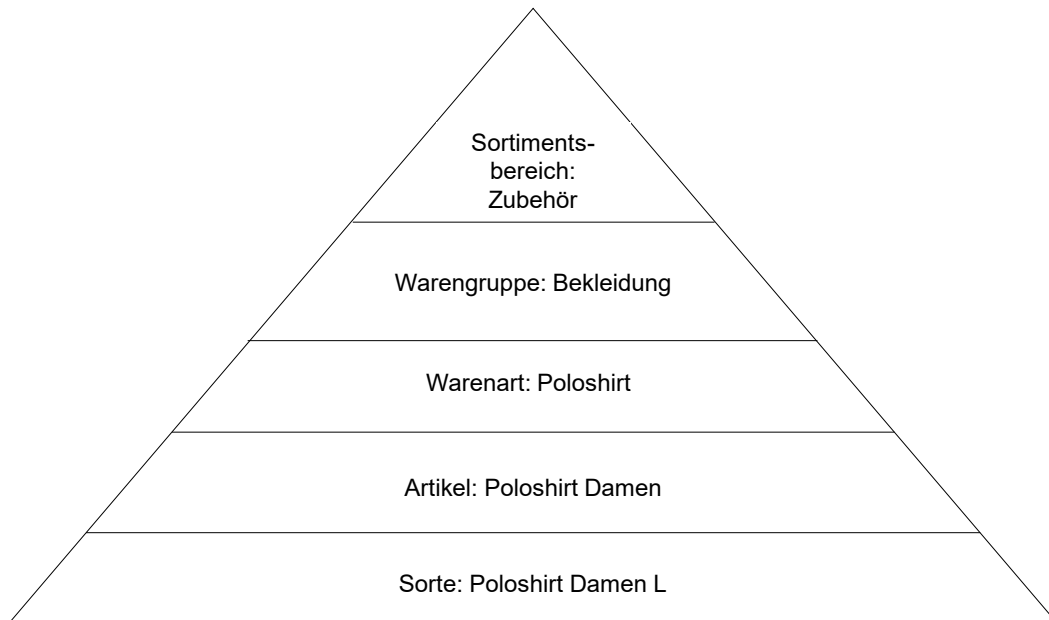 Sortiments-
bereich:
Zubehör
Warengruppe: Bekleidung
Warenart: Poloshirt
Artikel: Poloshirt Damen
Sorte: Poloshirt Damen L